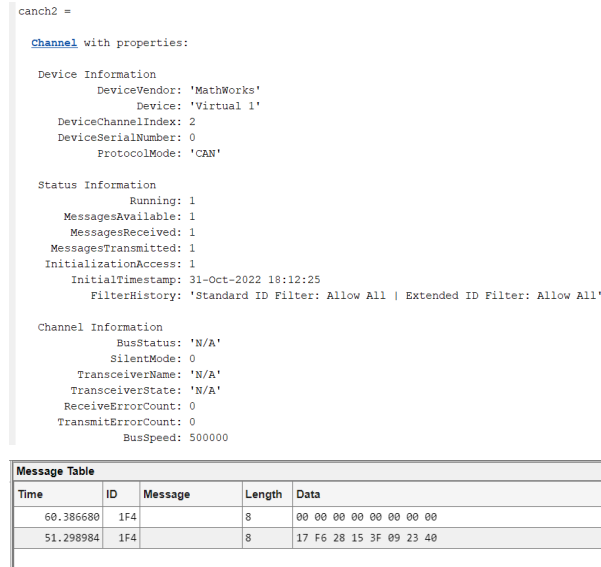 canch2 =
Channel with properties:
Device Information
DeviceVendor: 'MathWorks'
Device: 'Virtual 1'
DeviceChannelIndex: 2
DeviceSerialNumber: 0
ProtocolMode: 'CAN'
Status Information
Running: 1
MessagesAvailable: 1
MessagesReceived: 1
MessagesTransmitted: 1
InitializationAccess: 1
InitialTimestamp: 31-Oct-2022 18:12:25
FilterHistory: 'Standard ID Filter: Allow All | Extended ID Filter: Allow All'
Channel Information
BusStatus: 'N/A'
SilentMode: 0
TransceiverName: 'N/A'
TransceiverState: 'N/A'
ReceiveErrorCount: 0
TransmitErrorCount: 0
BusSpeed: 500000
Message Table
Time ID Message Length Data
60.386680 1F4 8 00 00 00 00 00 00 00 00
51.298984 1F4 8 17 F6 28 15 3F 09 23 40